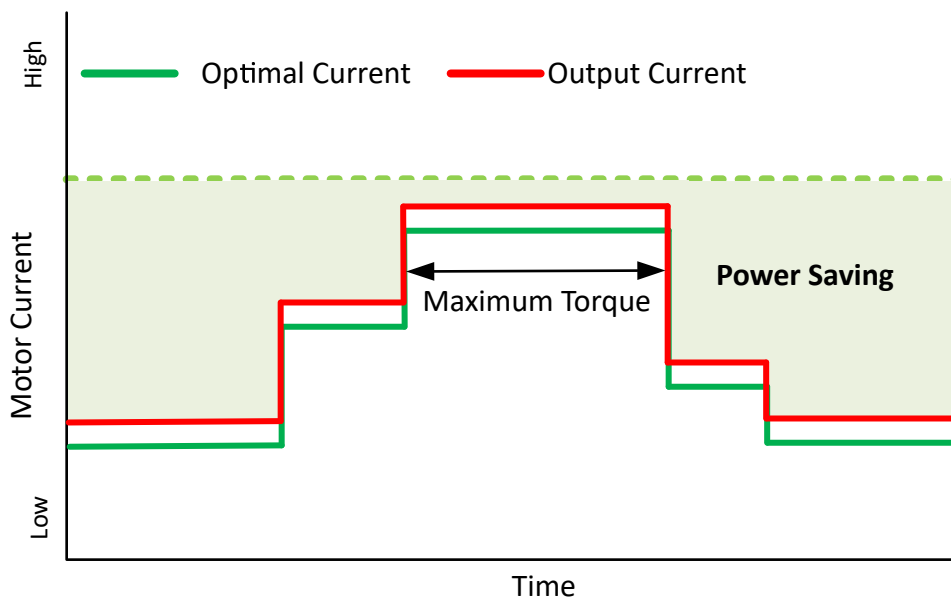 High
Optimal Current
Output Current
Motor Current
Power Saving
Maximum Torque
Low
Time